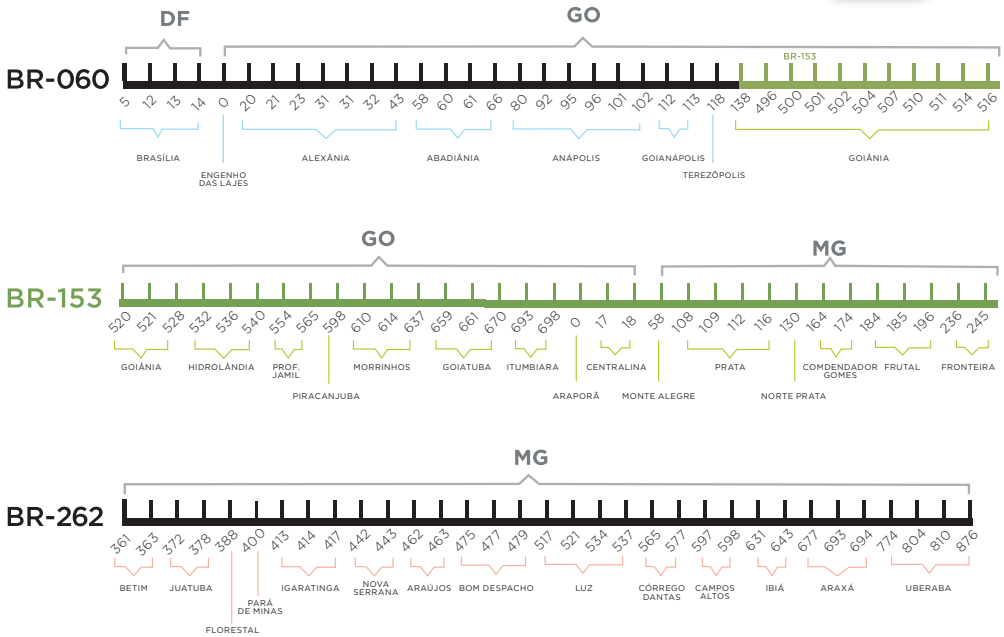 DF
GO
BR-060
BR-153
5 12 13 14 0 20 21 23 31 31 32 43 58 60 61 66 80 92 95 96 101 102 112 113 118 138 496 500 501 502 504 507 510 511 514 516
BRASÍLIA
ENGENHO
DAS LAJES
ALEXÂNIA
ABADIÂNIA
ANÁPOLIS
GOIANÁPOLIS
TEREZÓPOLIS
GOIÂNIA
GO
MG
BR-153
520 521 528 532 536 540 554 565 598 610 614 637 659 661 670 693 698 0 17 18 58 108 109 112 116 130 164 174 184 185 196 236 245
GOIÂNIA
HIDROLÂNDIA
PROF.
JAMIL
PIRACANJUBA
MORRINHOS
GOIATUBA
ITUMBIARA
ARAPORÃ
CENTRALINA
MONTE ALEGRE
PRATA
NORTE PRATA
COMDENDADOR
GOMES
FRUTAL
FRONTEIRA
MG
BR-262
361 363 372 378 388 400 413 414 417 442 443 462 463 475 477 479 517 521 534 537 565 577 597 598 631 643 677 693 694 774 804 810 876
BETIM
JUATUBA
FLORESTAL
PARÁ
DE MINAS
IGARATINGA
NOVA
SERRANA
ARAÚJOS
BOM DESPACHO
LUZ
CÓRREGO
DANTAS
CAMPOS
ALTOS
IBIÁ
ARAXÁ
UBERABA